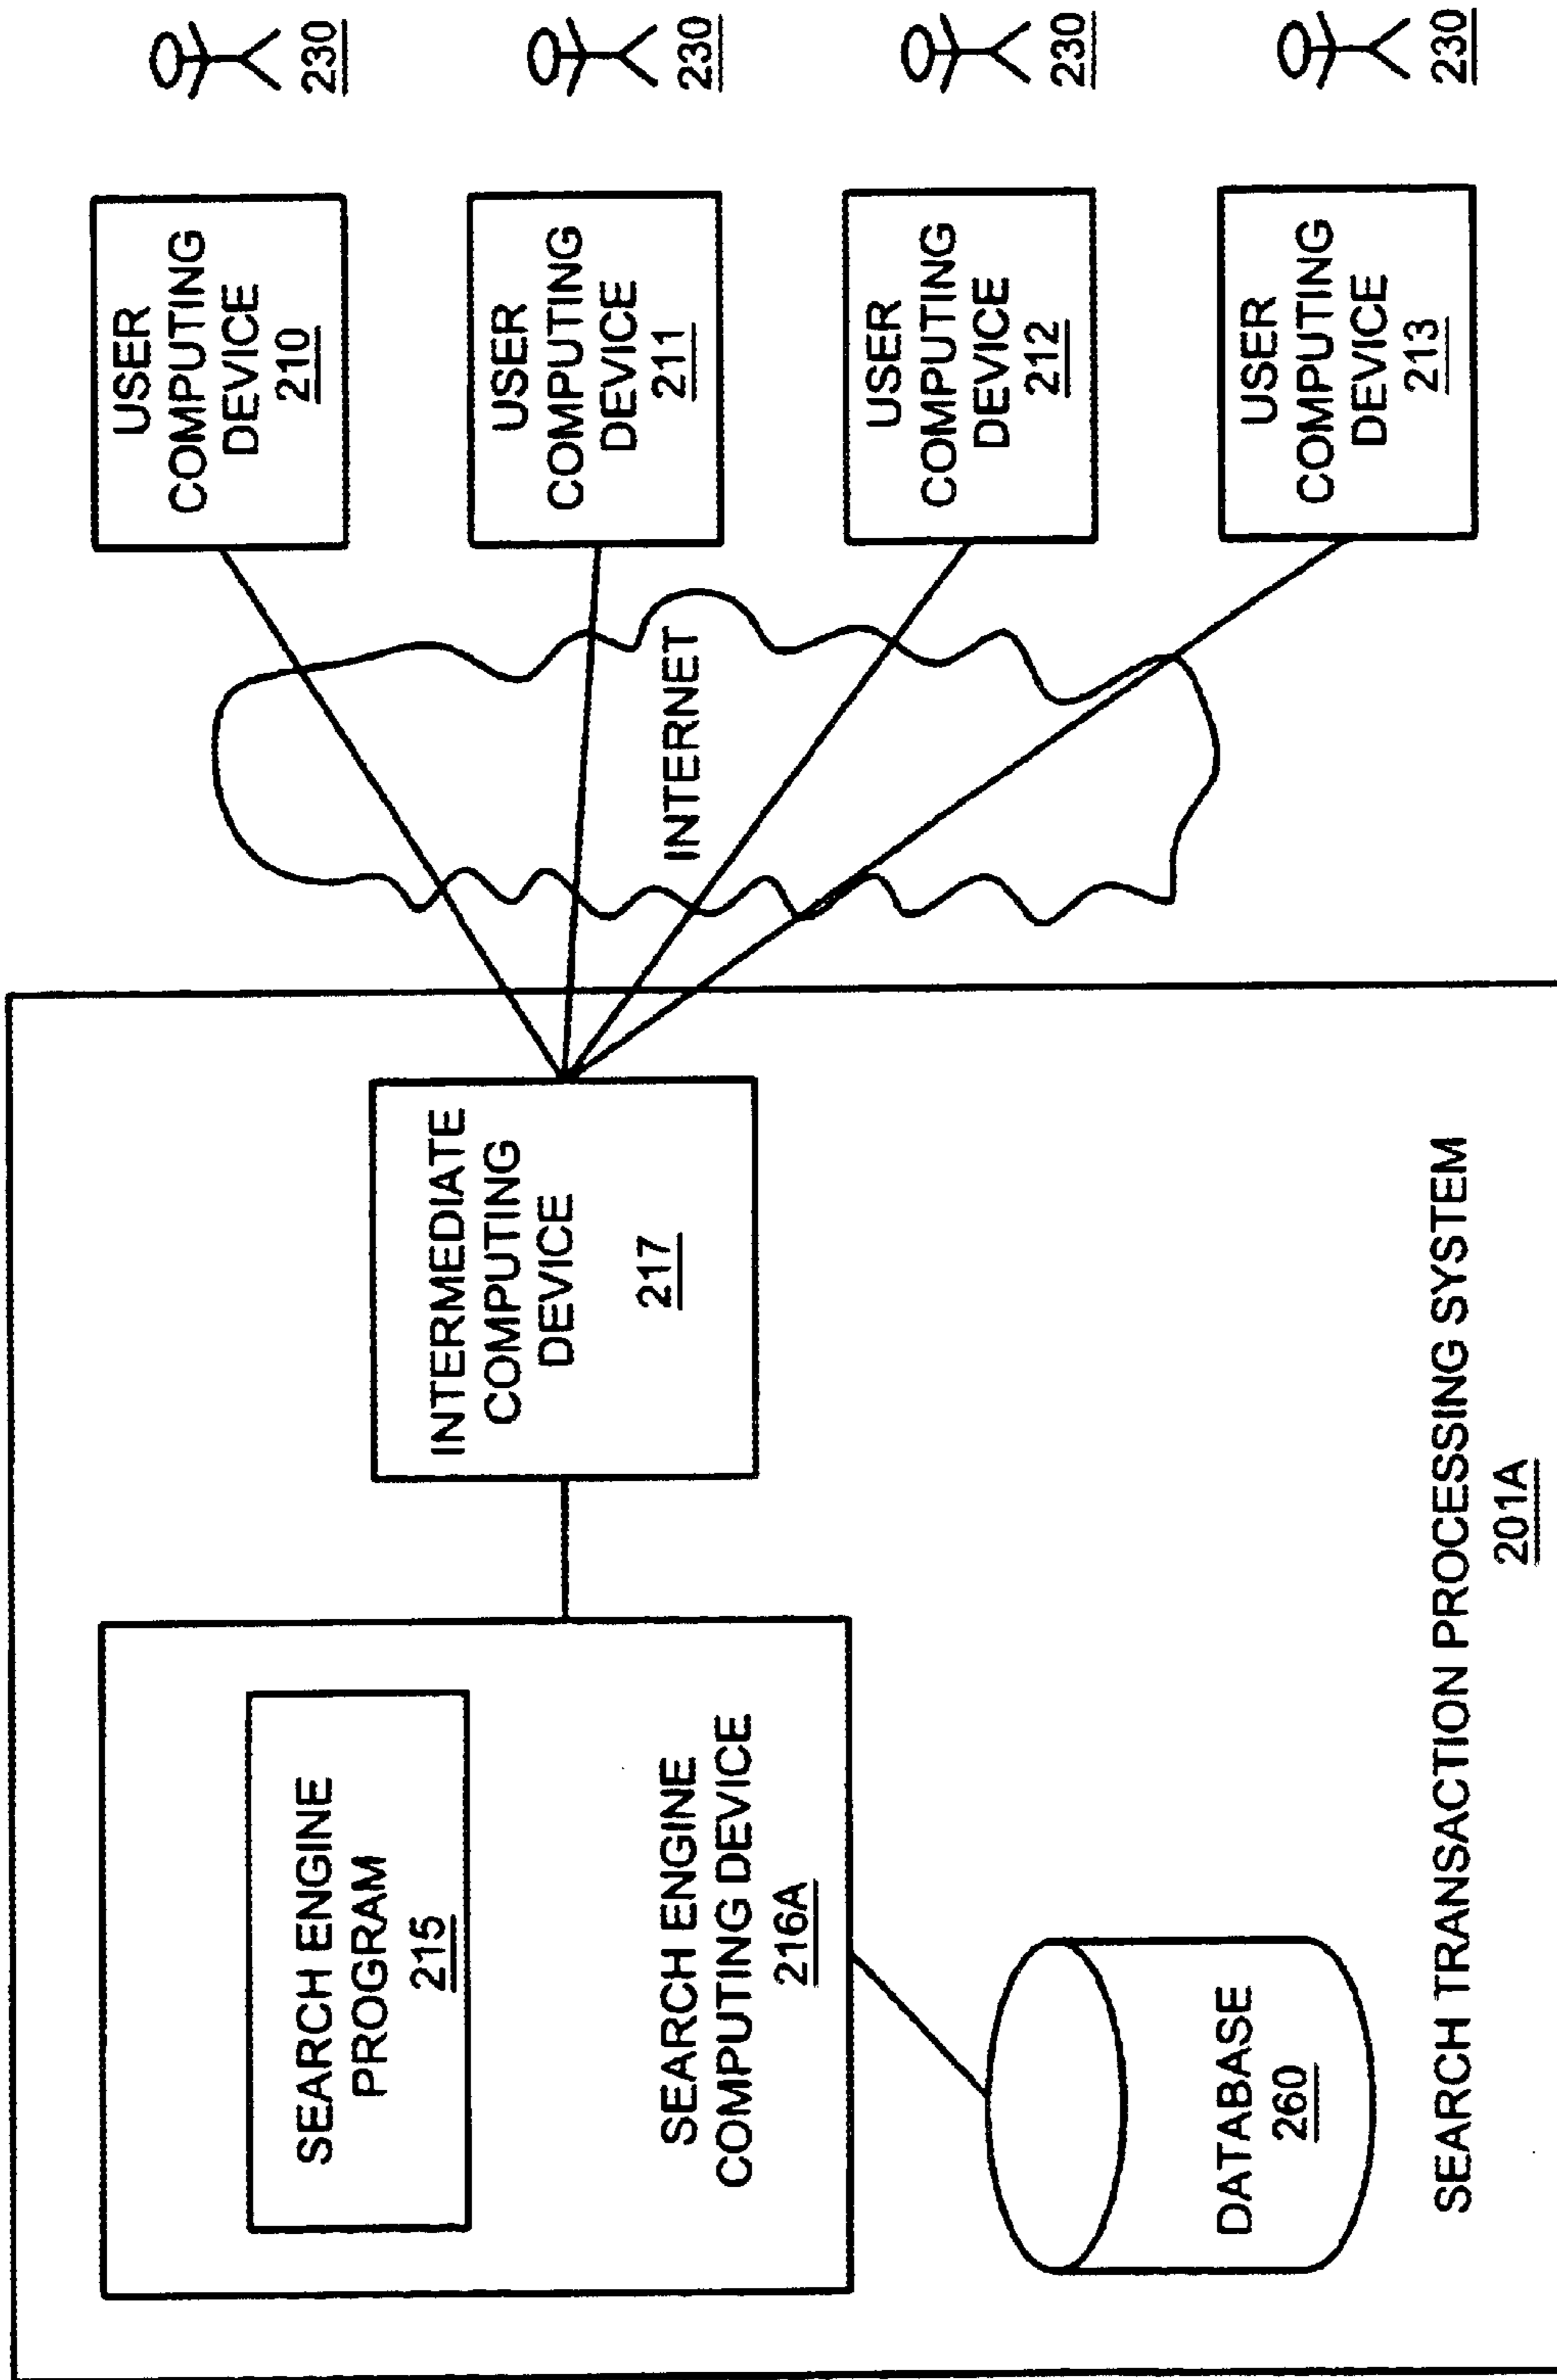 SEARCH ENGINE
PROGRAM
215
SEARCH ENGINE
COMPUTING DEVICE
216A
DATABASE
260
INTERMEDIATE
COMPUTING
DEVICE
217
SEARCH TRANSACTION PROCESSING SYSTEM
201A
INTERNET
USER
COMPUTING
DEVICE
210
USER
COMPUTING
DEVICE
211
USER
COMPUTING
DEVICE
212
USER
COMPUTING
DEVICE
213
230
230
230
230